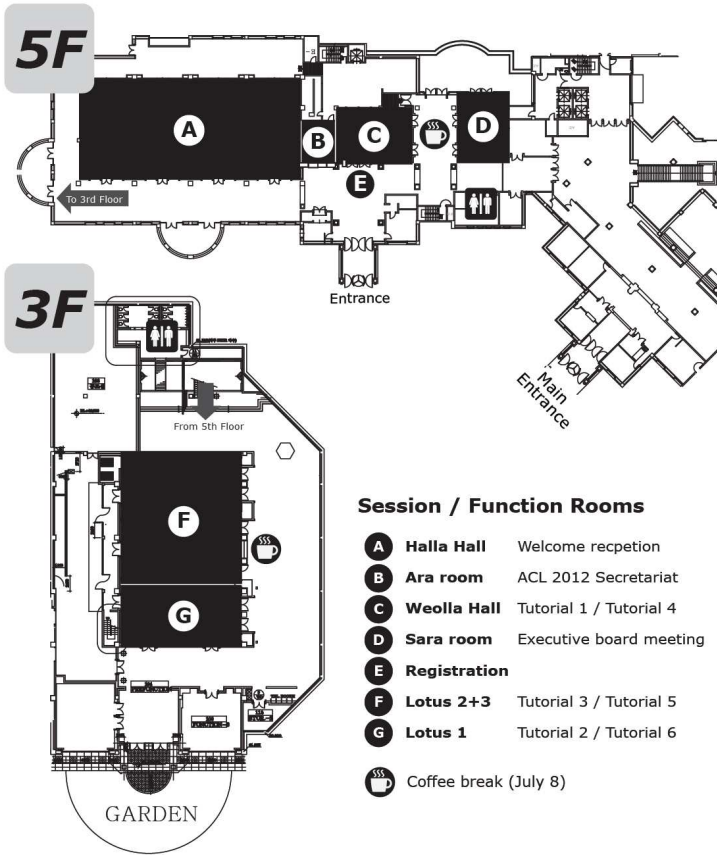 5F
A
B
C
D
E
To 3rd Floor
Entrance
Main
Entrance
3F
From 5th Floor
F
G
GARDEN
Session / Function Rooms
A Halla Hall Welcome recpetion
B Ara room ACL 2012 Secretariat
C Weolla Hall Tutorial 1 / Tutorial 4
D Sara room Executive board meeting
E Registration
F Lotus 2+3 Tutorial 3 / Tutorial 5
G Lotus 1 Tutorial 2 / Tutorial 6
Coffee break (July 8)